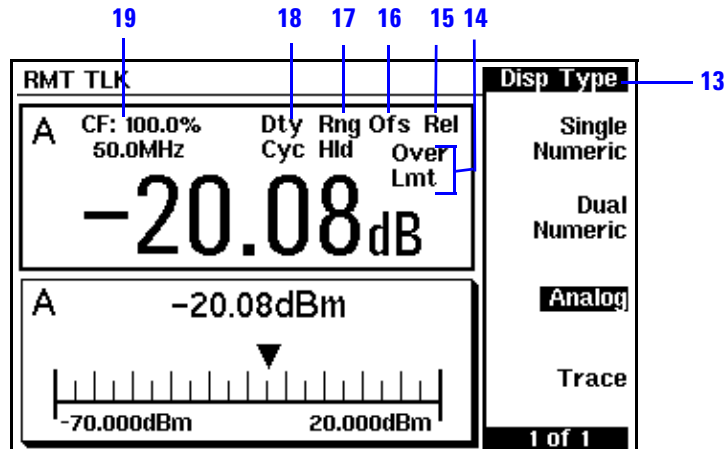 19 18 17 16 15 14
RMT TLK
Disp Type
13
A
CF: 100.0%
50.0MHz
Dty Cyc
Rng Hld
Ofs
Rel
Over
Lmt
-20.08dB
A
-20.08dBm
-70.000dBm
20.000dBm
Single
Numeric
Dual
Numeric
Analog
Trace
1 of 1